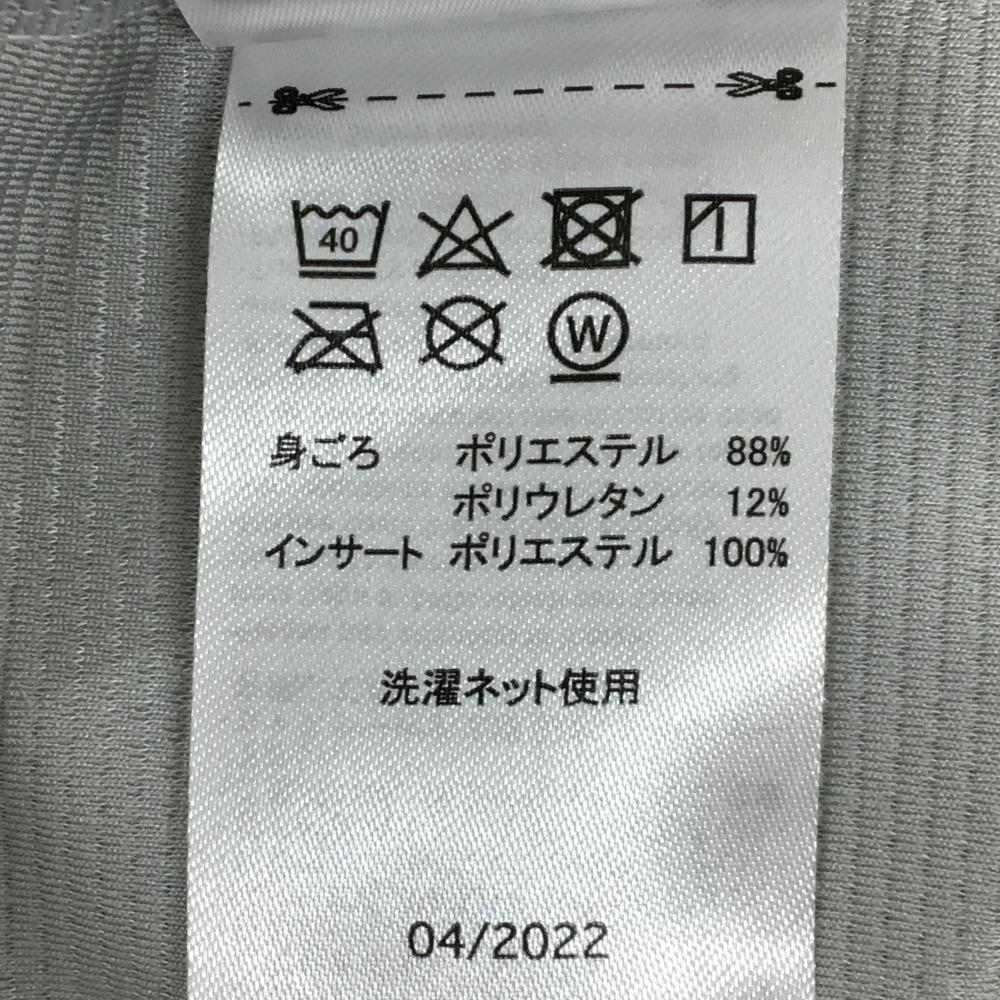 40
W
身ごろ ポリエステル 88%
ポリウレタン 12%
インサート ポリエステル 100%
洗濯ネット使用
04/2022